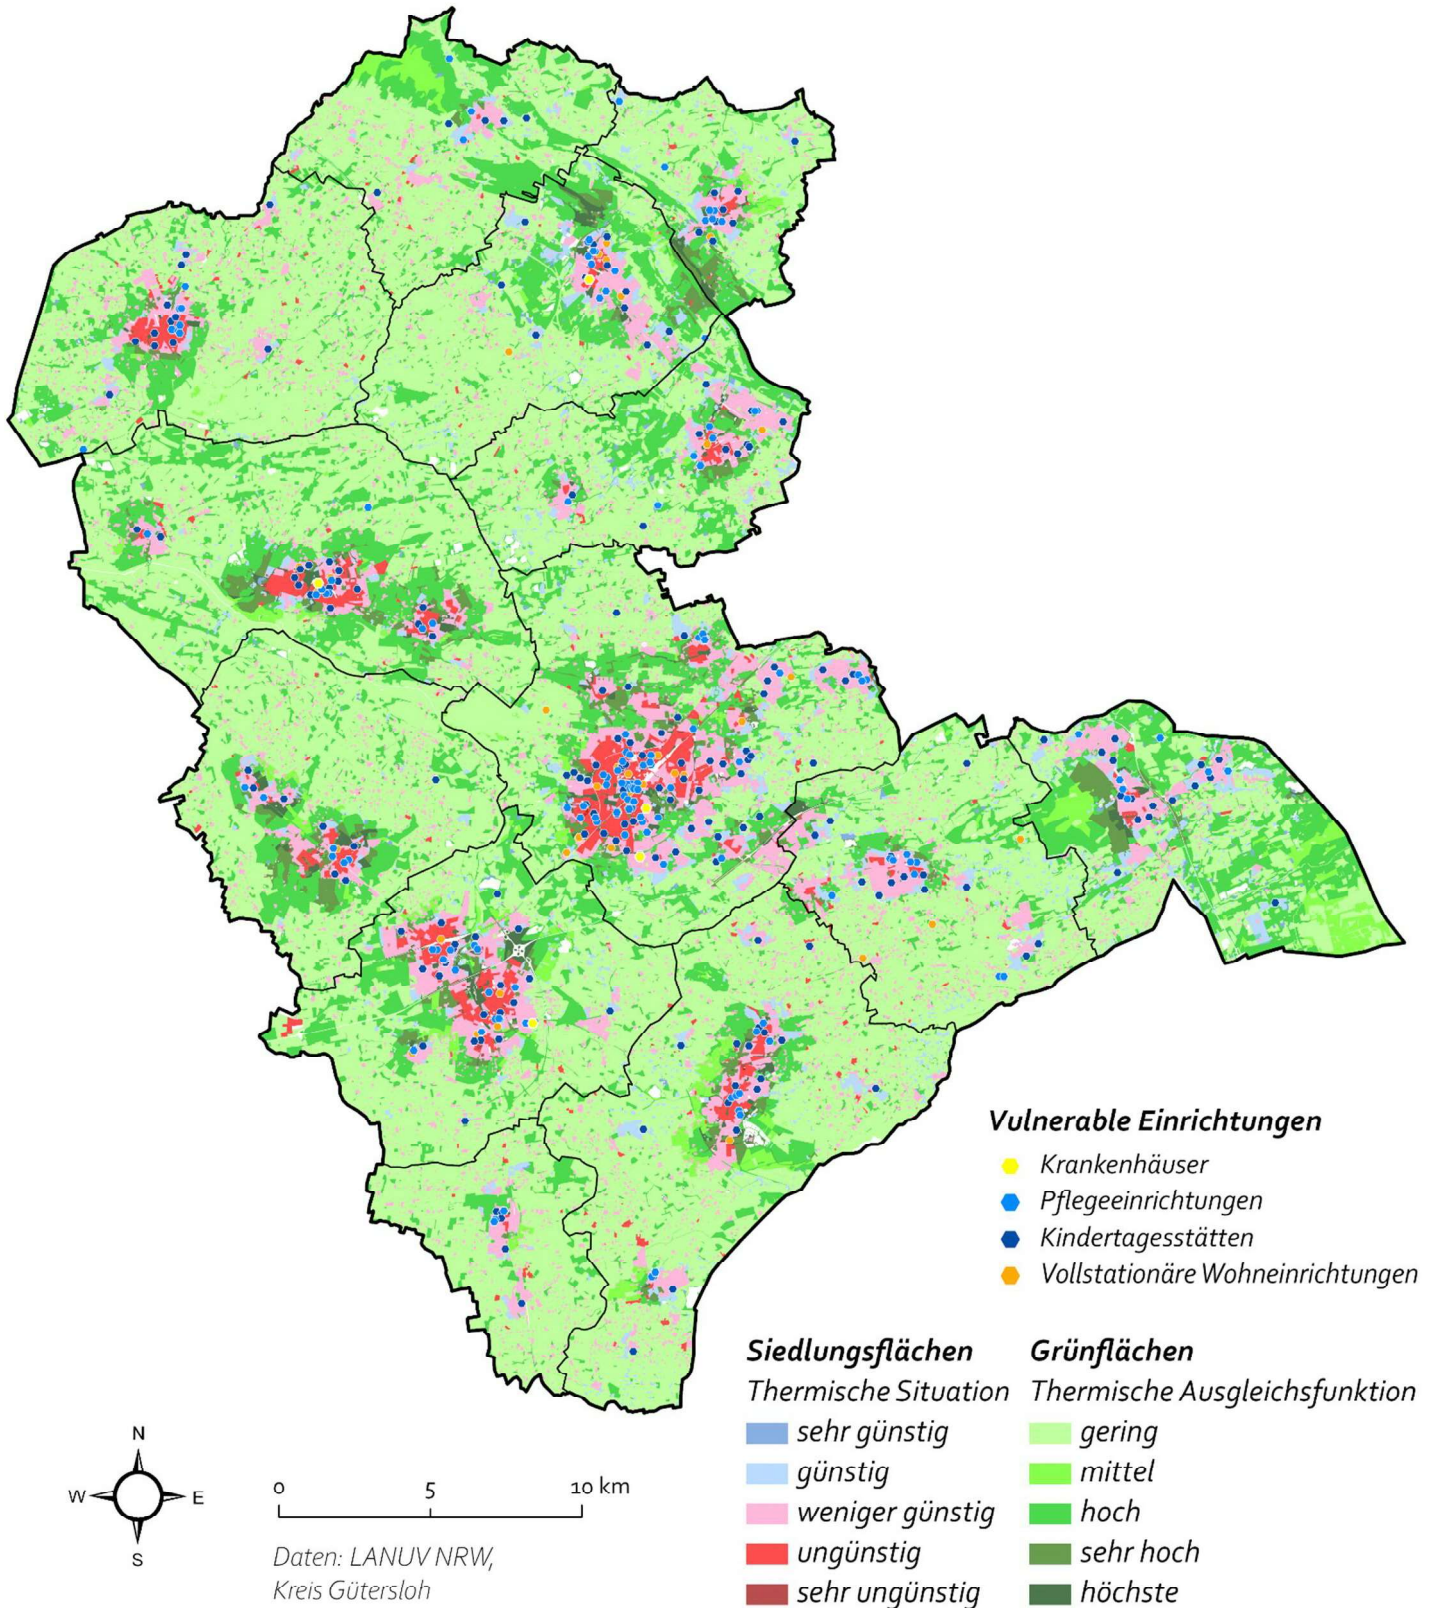 Vulnerable Einrichtungen
Krankenhäuser
Pflegeeinrichtungen
Kindertagesstätten
Vollstationäre Wohneinrichtungen
Siedlungsflächen
Thermische Situation
sehr günstig
günstig
weniger günstig
ungünstig
sehr ungünstig
Grünflächen
Thermische Ausgleichsfunktion
gering
mittel
hoch
sehr hoch
höchste
N
W E
S
0 5 10 km
Daten: LANUV NRW,
Kreis Gütersloh